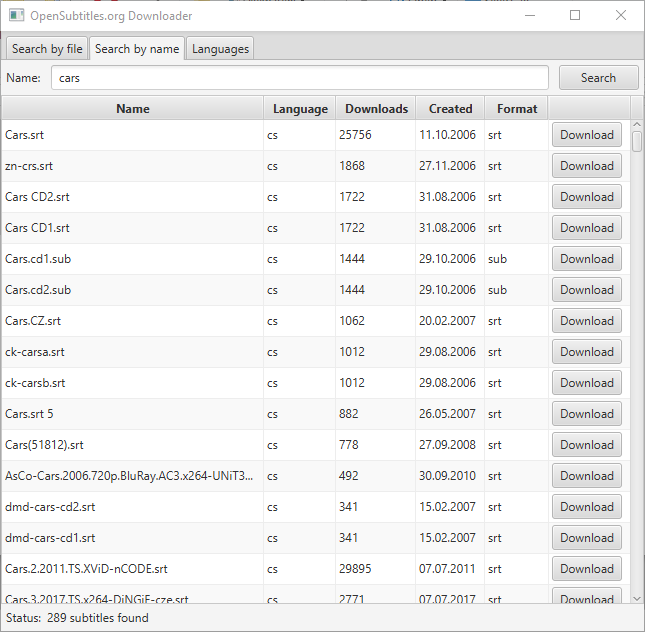 OpenSubtitles.org Downloader
Search by file Search by name Languages
Name: cars Search
Name Language Downloads Created Format
Cars.srt cs 25756 11.10.2006 srt Download
zn-crs.srt cs 1868 27.11.2006 srt Download
Cars CD2.srt cs 1722 31.08.2006 srt Download
Cars CD1.srt cs 1722 31.08.2006 srt Download
Cars.cd1.sub cs 1444 29.10.2006 sub Download
Cars.cd2.sub cs 1444 29.10.2006 sub Download
Cars.CZ.srt cs 1062 20.02.2007 srt Download
ck-carsa.srt cs 1012 29.08.2006 srt Download
ck-carsb.srt cs 1012 29.08.2006 srt Download
Cars.srt 5 cs 882 26.05.2007 srt Download
Cars(51812).srt cs 778 27.09.2008 srt Download
AsCo-Cars.2006.720p.BluRay.AC3.x264-UNiT3... cs 492 30.09.2010 srt Download
dmd-cars-cd2.srt cs 341 15.02.2007 srt Download
dmd-cars-cd1.srt cs 341 15.02.2007 srt Download
Cars.2.2011.TS.XViD-nCODE.srt cs 29895 07.07.2011 srt Download
Cars.3.2017.TS.x264-DiNGiE-cze.srt cs 2771 07.07.2017 srt Download
Status: 289 subtitles found